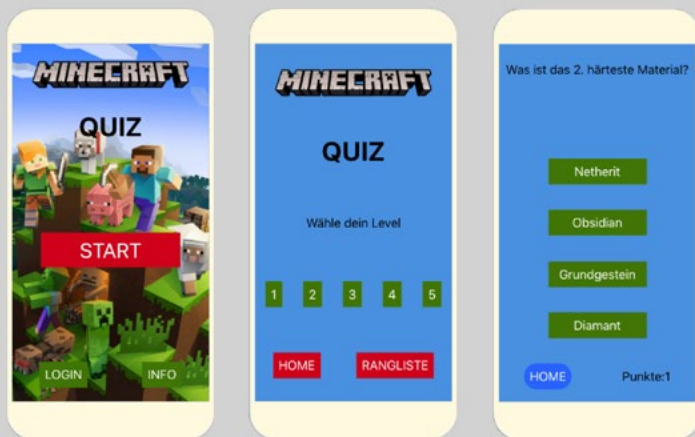 MINECRAFT
QUIZ
START
LOGIN
INFO
MINECRAFT
QUIZ
Wähle dein Level
1 2 3 4 5
HOME
RANGLISTE
Was ist das 2. härteste Material?
Netherit
Obsidian
Grundgestein
Diamant
HOME
Punkte:1